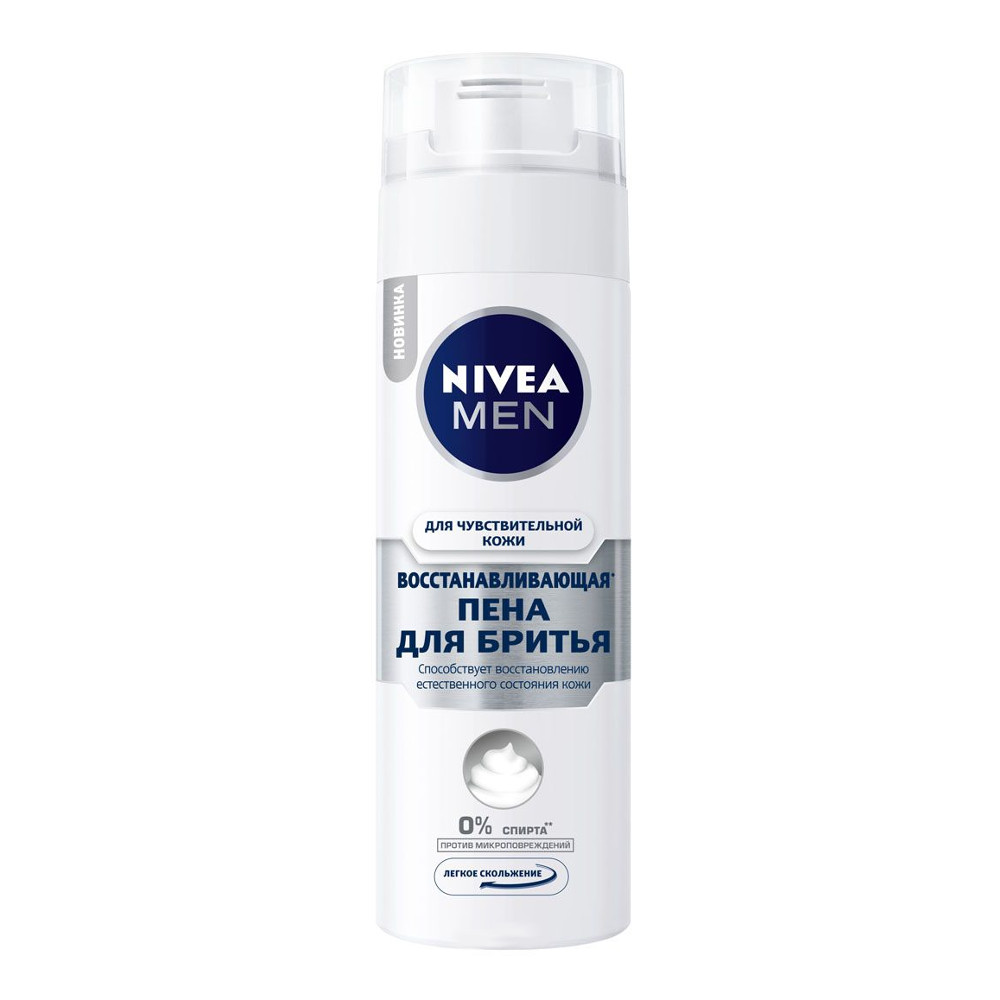 НОВИНКА
NIVEA
MEN
ДЛЯ ЧУВСТВИТЕЛЬНОЙ
КОЖИ
ВОССТАНАВЛИВАЮЩАЯ*
ПЕНА
ДЛЯ БРИТЬЯ
Способствует восстановлению
естественного состояния кожи
0% СПИРТА**
ПРОТИВ МИКРОПОВРЕЖДЕНИЙ
ЛЕГКОЕ СКОЛЬЖЕНИЕ